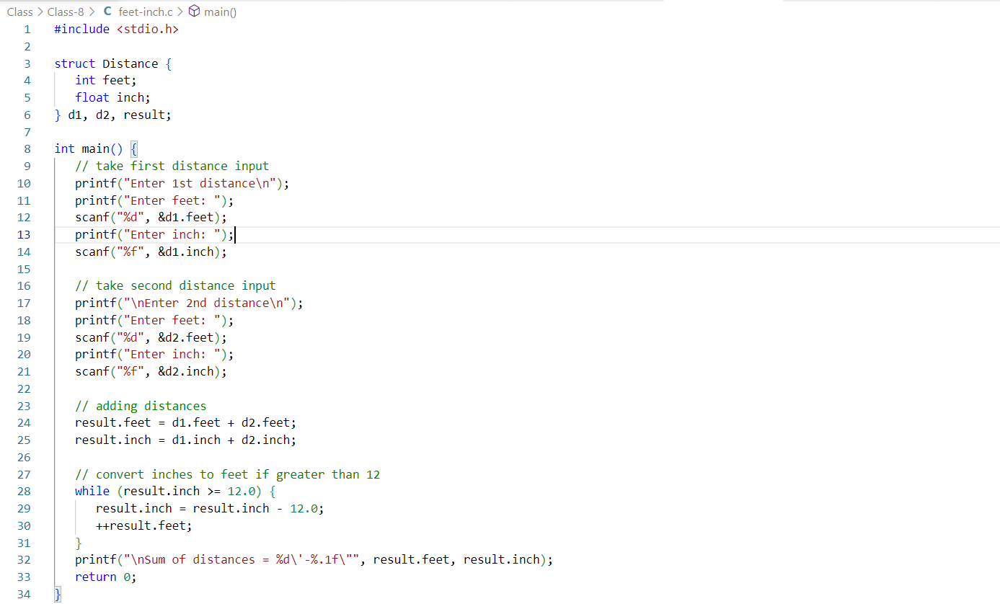 Class > Class-8 > C feet-inch.c > main()
1 #include <stdio.h>
2
3 struct Distance {
4    int feet;
5    float inch;
6 } d1, d2, result;
7
8 int main() {
9    // take first distance input
10    printf("Enter 1st distance\n");
11    printf("Enter feet: ");
12    scanf("%d", &d1.feet);
13    printf("Enter inch: ");
14    scanf("%f", &d1.inch);
15
16    // take second distance input
17    printf("\nEnter 2nd distance\n");
18    printf("Enter feet: ");
19    scanf("%d", &d2.feet);
20    printf("Enter inch: ");
21    scanf("%f", &d2.inch);
22
23    // adding distances
24    result.feet = d1.feet + d2.feet;
25    result.inch = d1.inch + d2.inch;
26
27    // convert inches to feet if greater than 12
28    while (result.inch >= 12.0) {
29       result.inch = result.inch - 12.0;
30       ++result.feet;
31    }
32    printf("\nSum of distances = %d\'-%.1f\"", result.feet, result.inch);
33    return 0;
34 }